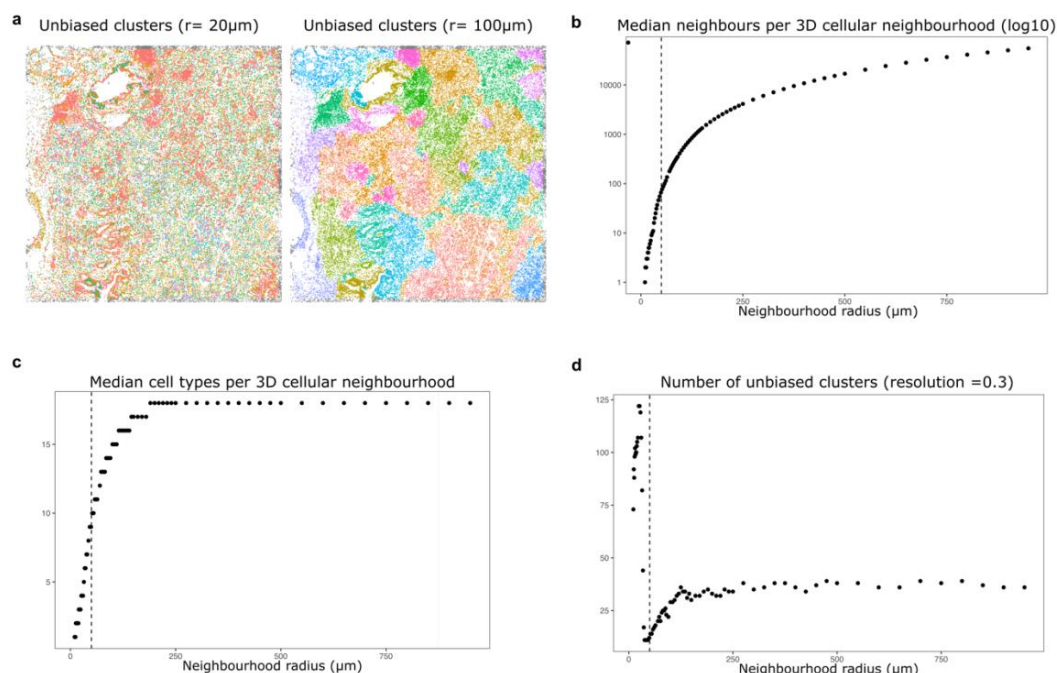 a
Unbiased clusters (r= 20µm)
Unbiased clusters (r= 100µm)
b
Median neighbours per 3D cellular neighbourhood (log10)
10000
1000
100
10
1
0
250
500
750
Neighbourhood radius (µm)
c
Median cell types per 3D cellular neighbourhood
15
10
5
0
250
500
750
Neighbourhood radius (µm)
d
Number of unbiased clusters (resolution =0.3)
125
100
75
50
25
0
250
500
750
Neighbourhood radius (µm)